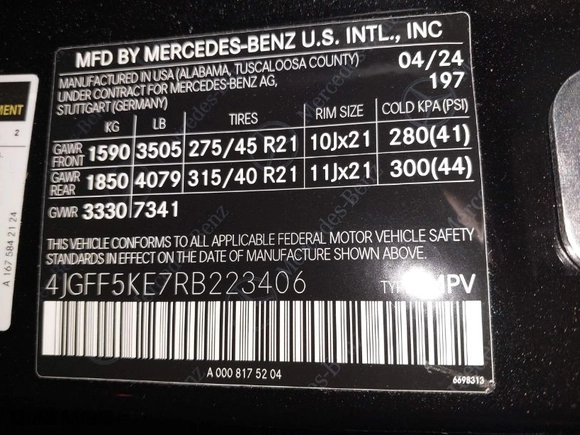 MFD BY MERCEDES-BENZ U.S. INTL., INC
MANUFACTURED IN USA (ALABAMA, TUSCALOOSA COUNTY) 04/24
UNDER CONTRACT FOR MERCEDES-BENZ AG, 197
STUTTGART (GERMANY)
KG LB TIRES RIM SIZE COLD KPA (PSI)
GAWR FRONT 1590 3505 275/45 R21 10Jx21 280(41)
GAWR REAR 1850 4079 315/40 R21 11Jx21 300(44)
GVWR 3330 7341
CONFORMS TO ALL APPLICABLE FEDERAL MOTOR VEHICLE SAFETY
STANDARDS IN EFFECT ON THE DATE OF MANUFACTURE SHOWN ABOVE.
4JGFF5KE7RB223406 MPV
A 000 817 52 04
6698313
2
A 167 584 21 24